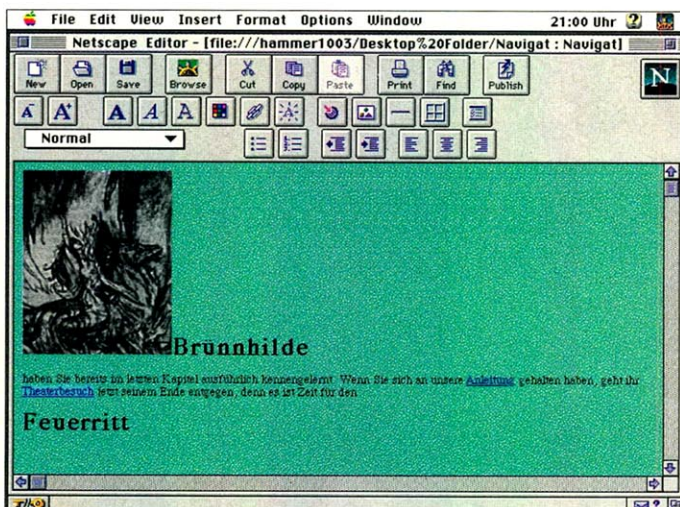 File Edit View Insert Format Options Window 21:00 Uhr
Netscape Editor - [file:///hammer1003/Desktop%20Folder/Navigat : Navigat]
New Open Save Browse Cut Copy Paste Print Find Publish
N
A A A A A
Normal
Brünnhilde
haben Sie bereits im letzten Kapitel ausführlich kennengelernt. Wenn Sie sich an unsere Anleitung gehalten haben, geht ihr
Theaterbesuch jetzt seinem Ende entgegen, denn es ist Zeit für den
Feuerritt